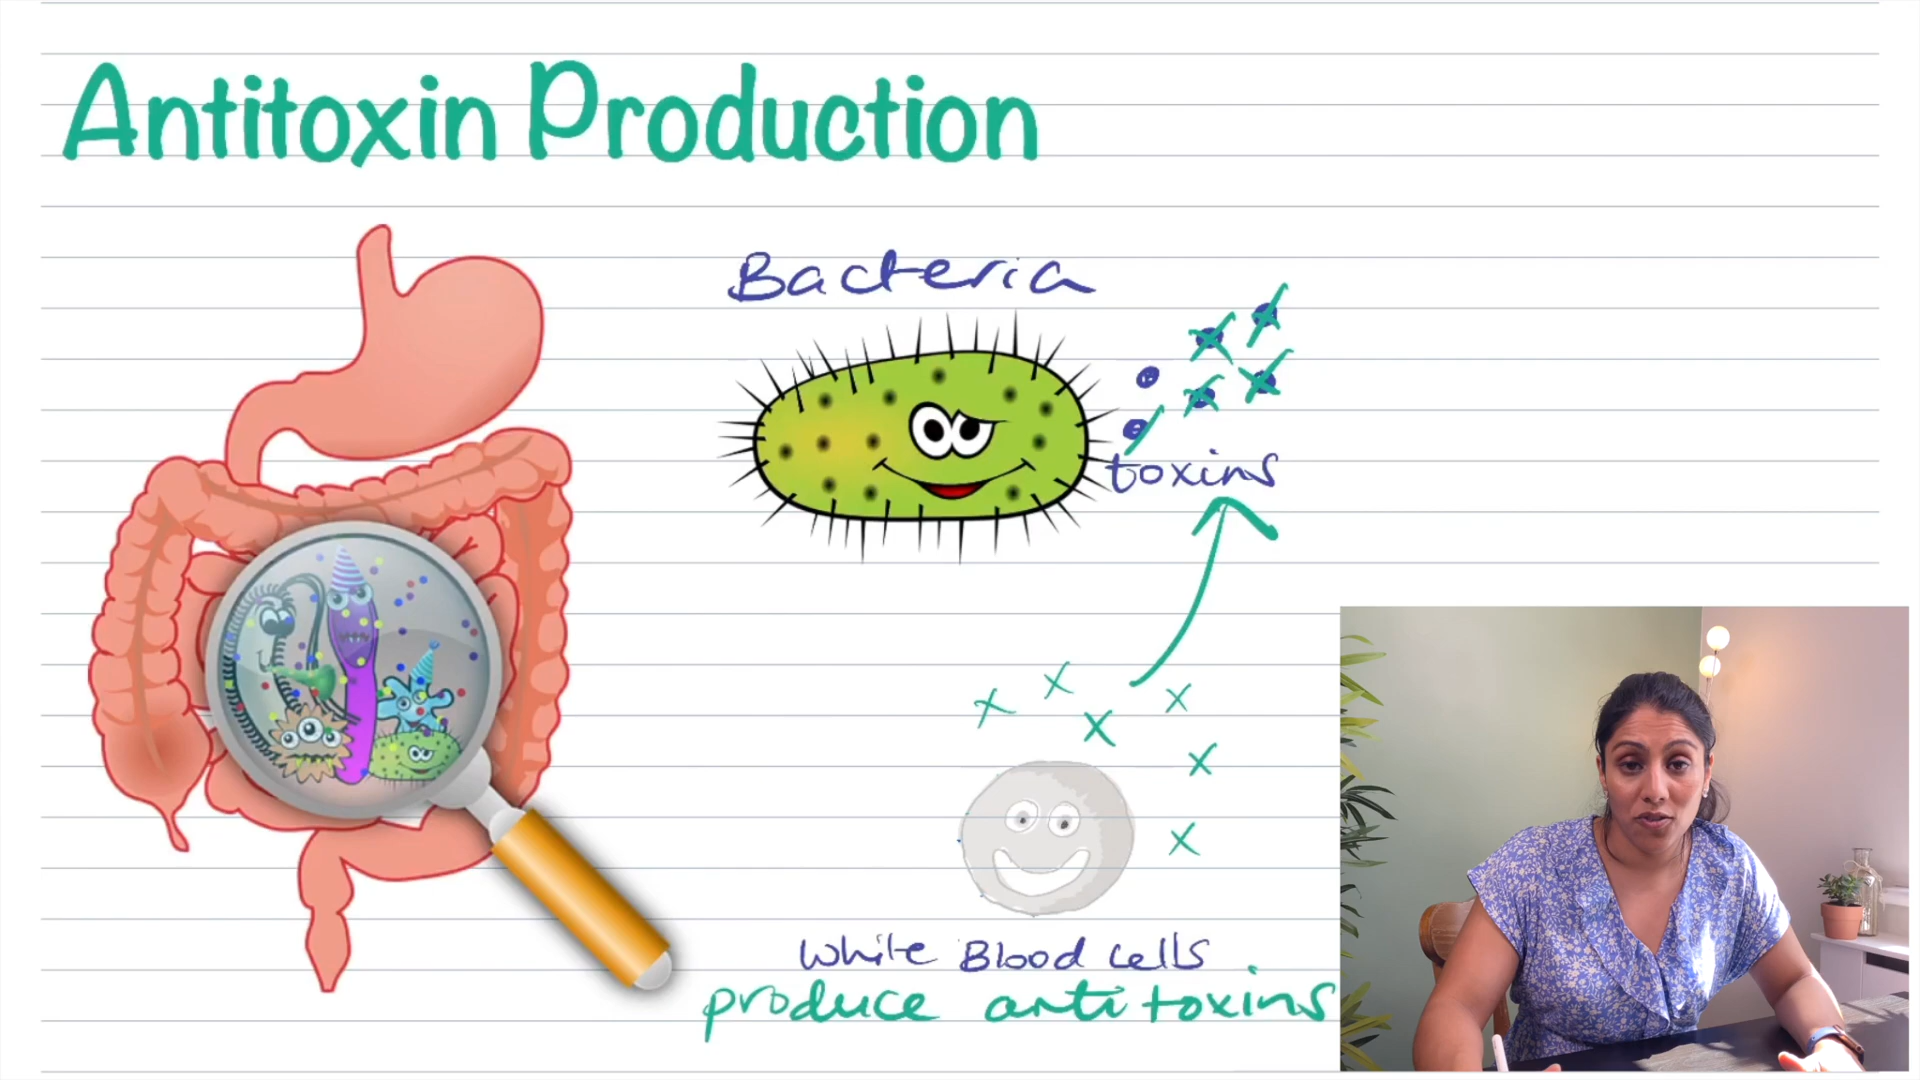 Antitoxin Production
Bacteria
toxins
White Blood cells
produce antitoxins